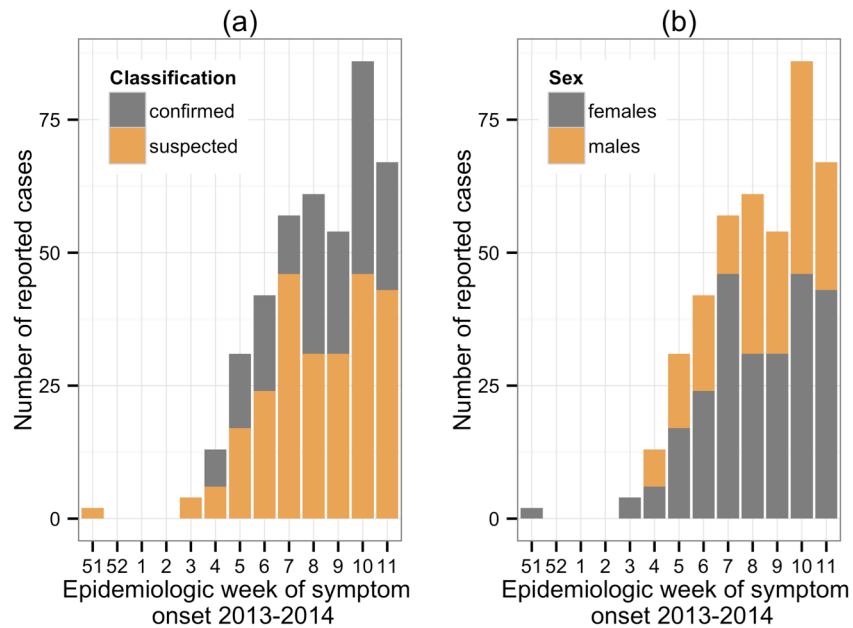 (a)
Classification
confirmed
suspected
75
50
25
0
Number of reported cases
51 52 1 2 3 4 5 6 7 8 9 10 11
Epidemiologic week of symptom
onset 2013-2014
(b)
Sex
females
males
75
50
25
0
Number of reported cases
51 52 1 2 3 4 5 6 7 8 9 10 11
Epidemiologic week of symptom
onset 2013-2014